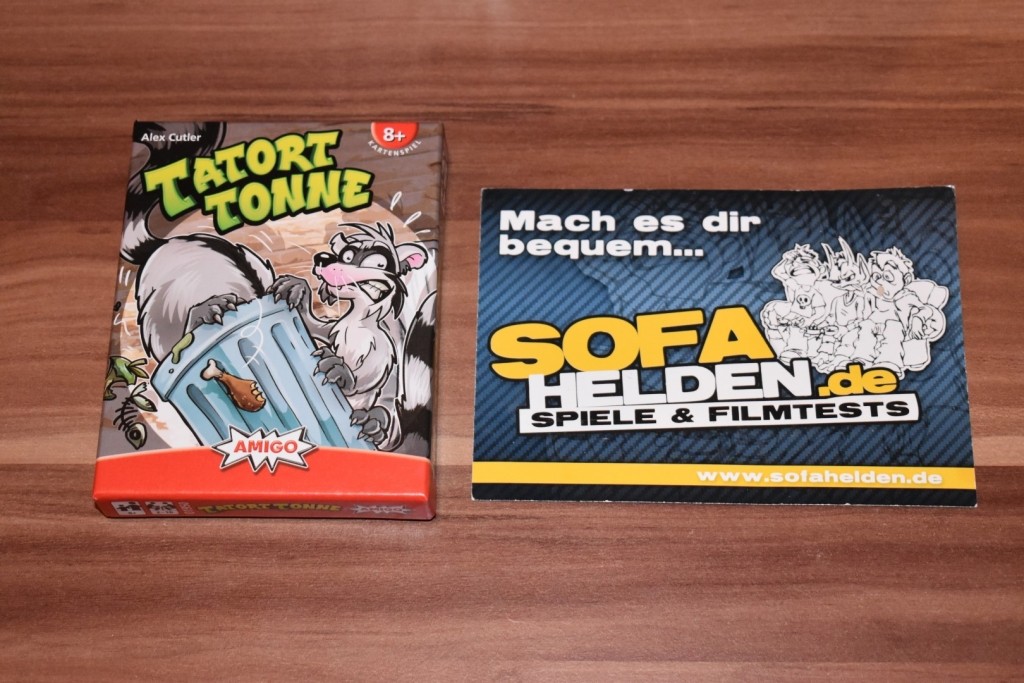 Alex Cutler
8+
KARTENSPIEL
TATORT
TONNE
AMIGO
TATORT TONNE
AMIGO
Mach es dir
bequem...
SOFA
HELDEN.de
SPIELE & FILMTESTS
www.sofahelden.de